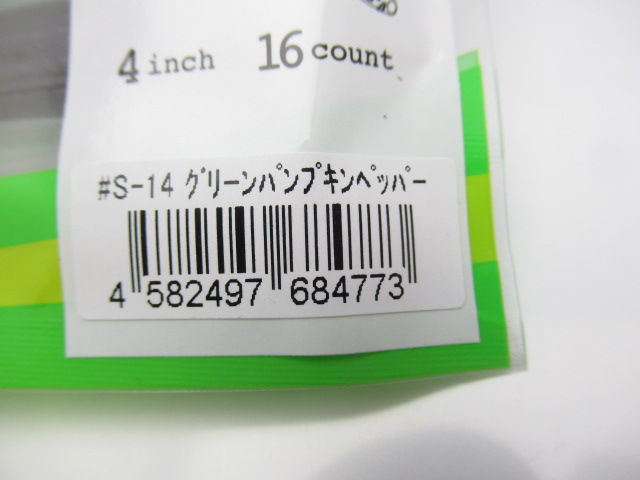 4 inch 16 count
#S-14 ｸﾞﾘｰﾝﾊﾟﾝﾌﾟｷﾝﾍﾟｯﾊﾟｰ
4 582497 684773